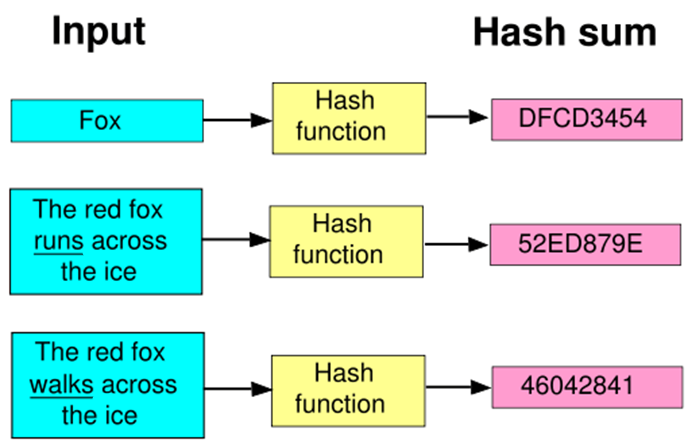 Input
Hash sum
Fox
Hash
function
DFCD3454
The red fox
runs across
the ice
Hash
function
52ED879E
The red fox
walks across
the ice
Hash
function
46042841